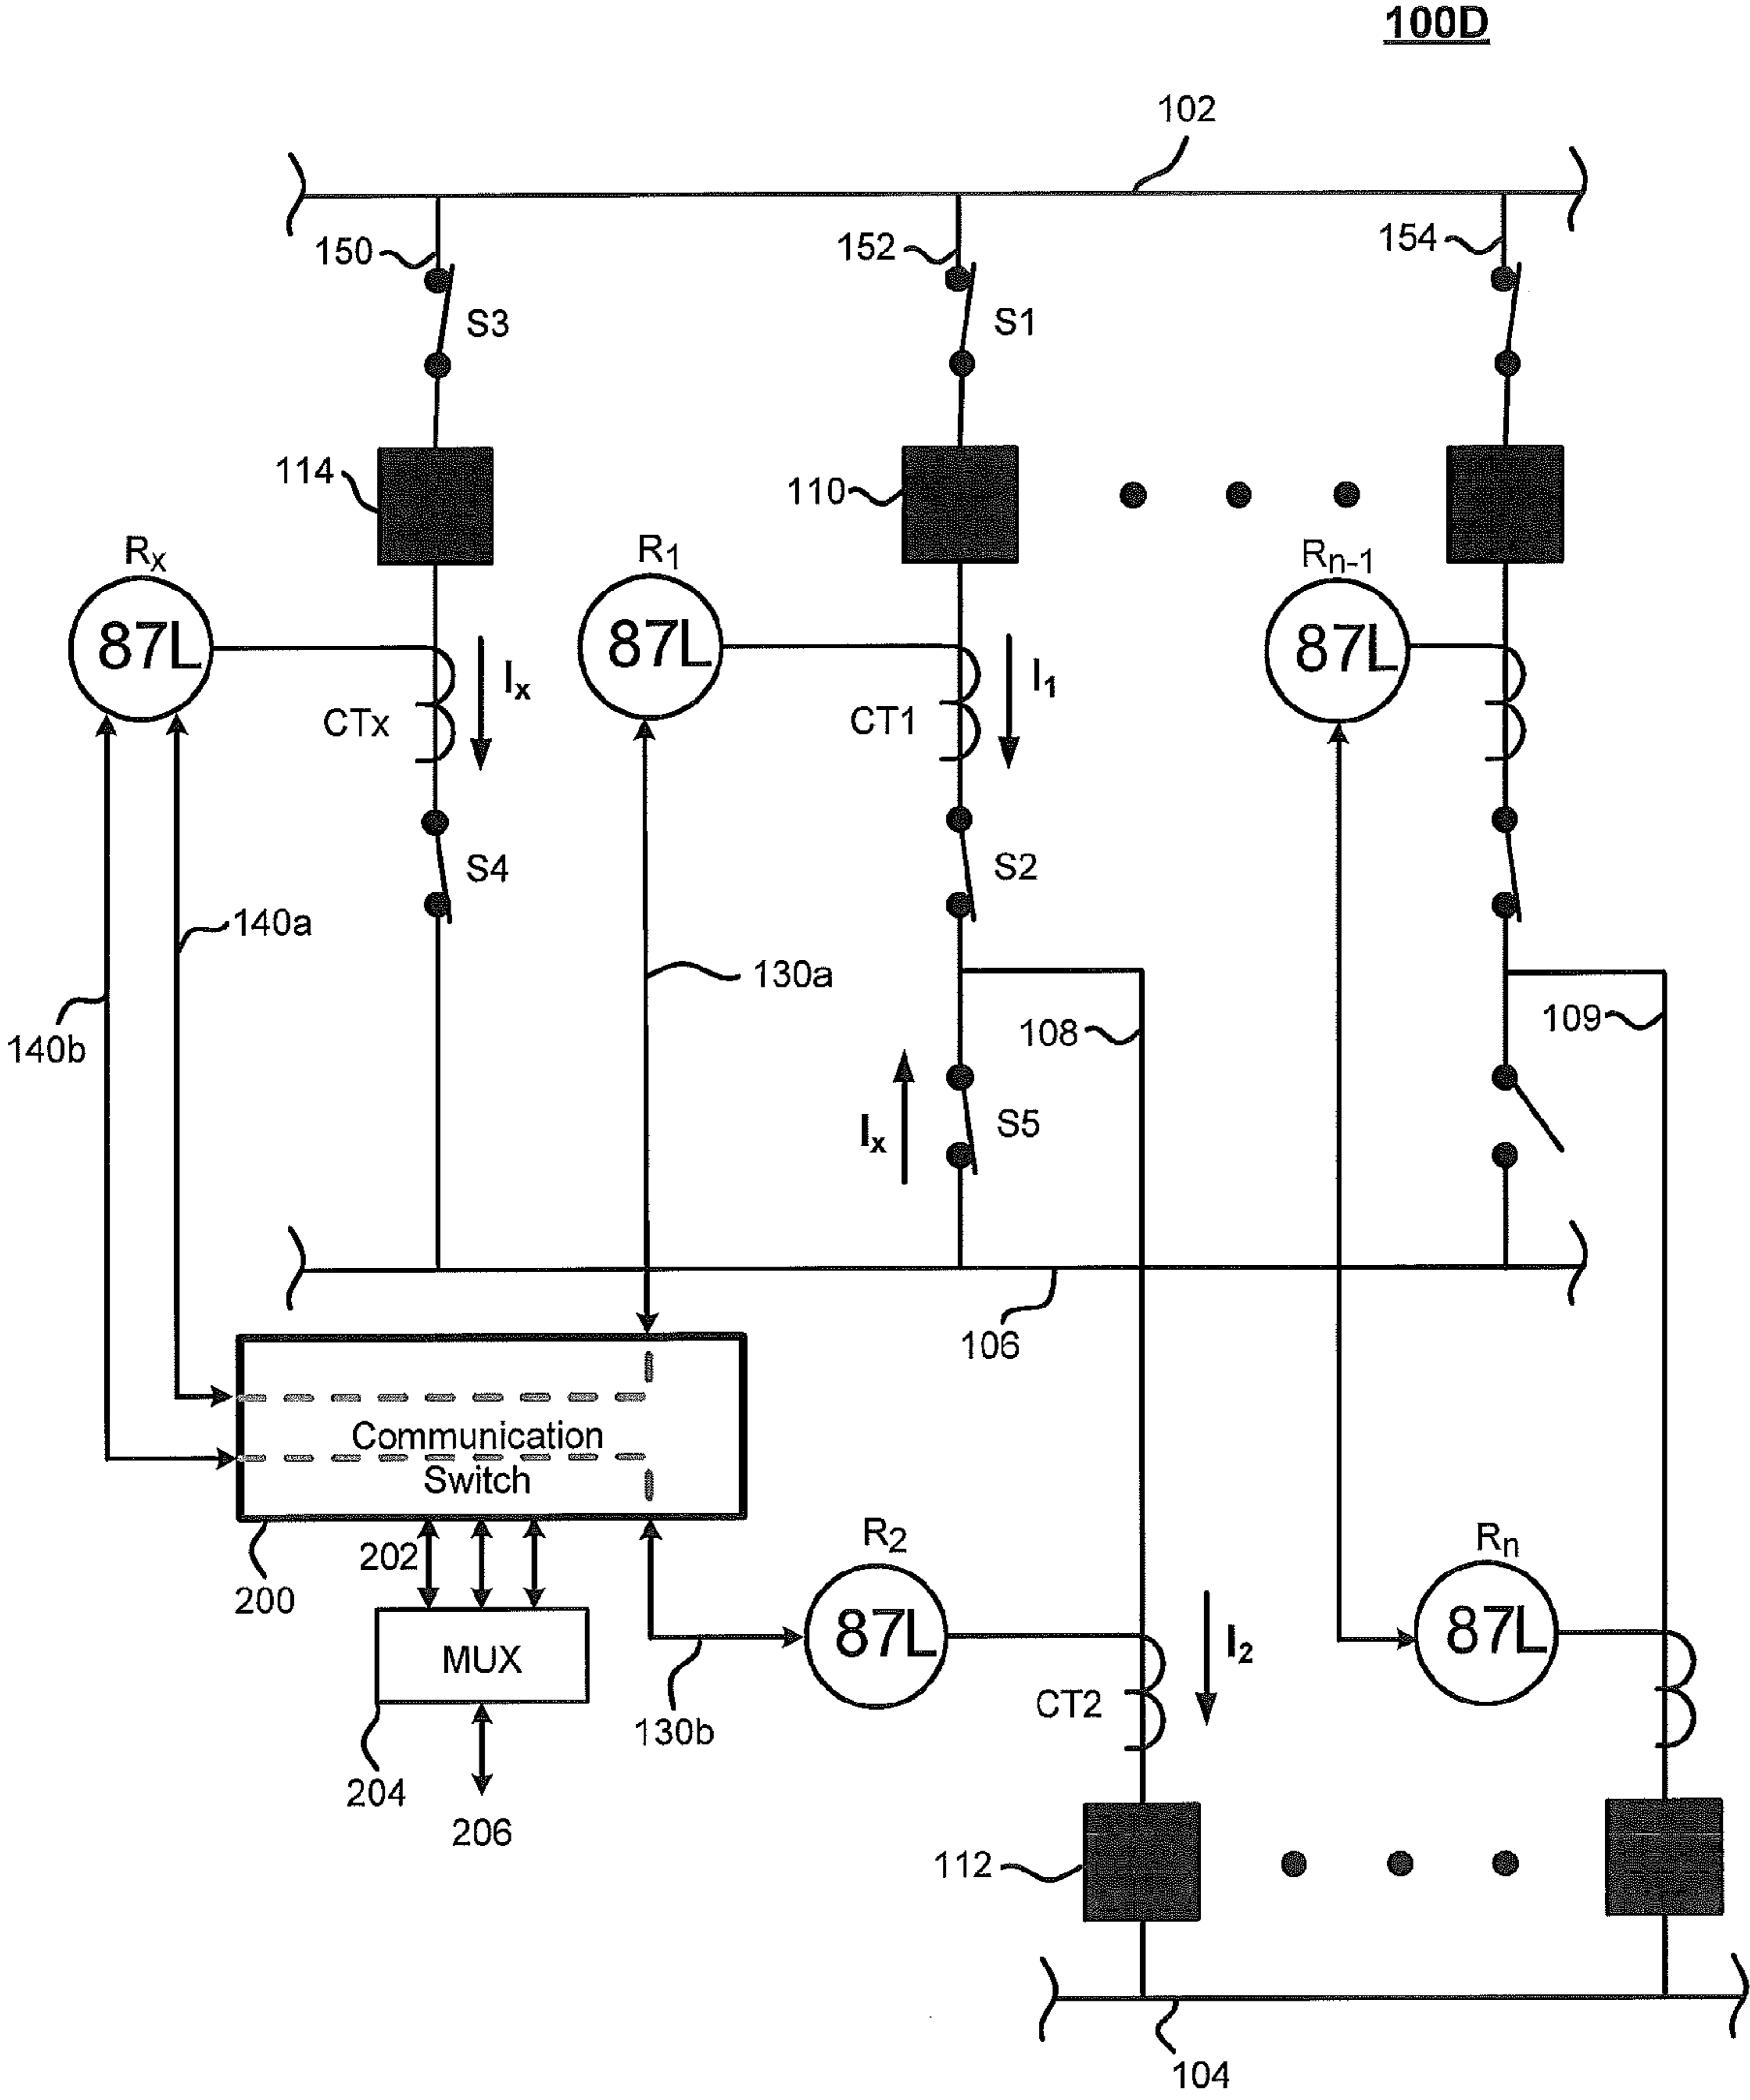 100D
102
150
152
154
S3
S1
114
110
Rx
R1
Rn-1
87L
87L
87L
Ix
I1
CTx
CT1
S4
S2
140a
130a
140b
108
109
Ix
S5
106
Communication
Switch
202
200
R2
Rn
MUX
87L
87L
I2
CT2
130b
204
206
112
104